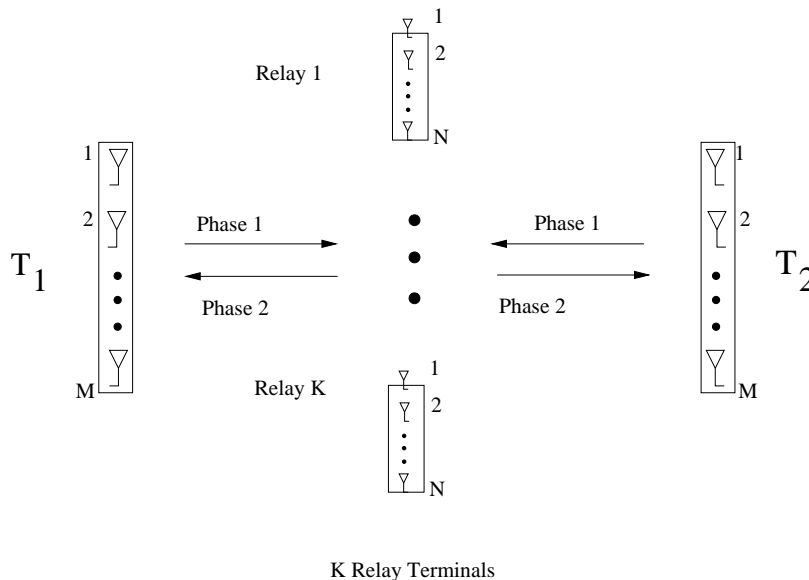 1
2
Relay 1
N
1
1
2
Phase 1
Phase 1
2
T1
T2
Phase 2
Phase 2
1
Relay K
M
M
2
N
K Relay Terminals